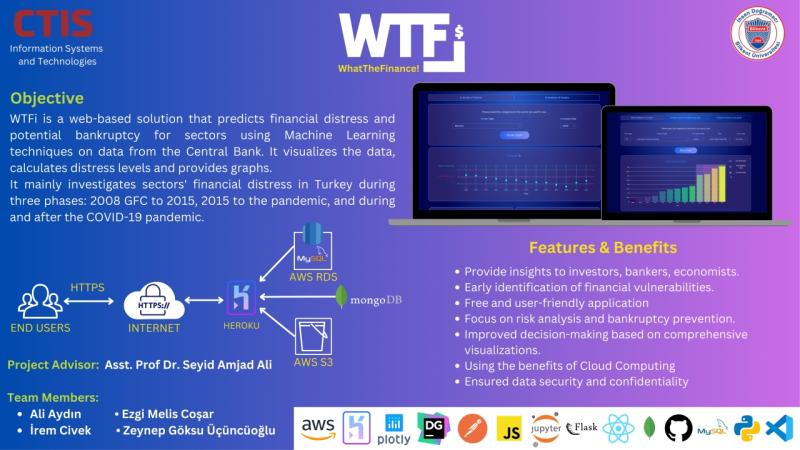 CTIS
Information Systems
and Technologies
WTF $
WhatTheFinance!
İhsan Doğramacı
Bilkent Üniversitesi
Objective
WTFi is a web-based solution that predicts financial distress and
potential bankruptcy for sectors using Machine Learning
techniques on data from the Central Bank. It visualizes the data,
calculates distress levels and provides graphs.
It mainly investigates sectors' financial distress in Turkey during
three phases: 2008 GFC to 2015, 2015 to the pandemic, and during
and after the COVID-19 pandemic.
HTTPS
HTTPS://
END USERS
INTERNET
HEROKU
MySQL
AWS RDS
mongoDB
AWS S3
Features & Benefits
Provide insights to investors, bankers, economists.
Early identification of financial vulnerabilities.
Free and user-friendly application
Focus on risk analysis and bankruptcy prevention.
Improved decision-making based on comprehensive
visualizations.
Using the benefits of Cloud Computing
Ensured data security and confidentiality
Project Advisor: Asst. Prof Dr. Seyid Amjad Ali
Team Members:
• Ali Aydın • Ezgi Melis Coşar
• İrem Civek • Zeynep Göksu Üçüncüoğlu
aws
plotly
DG
JS
jupyter
Flask
MySQL